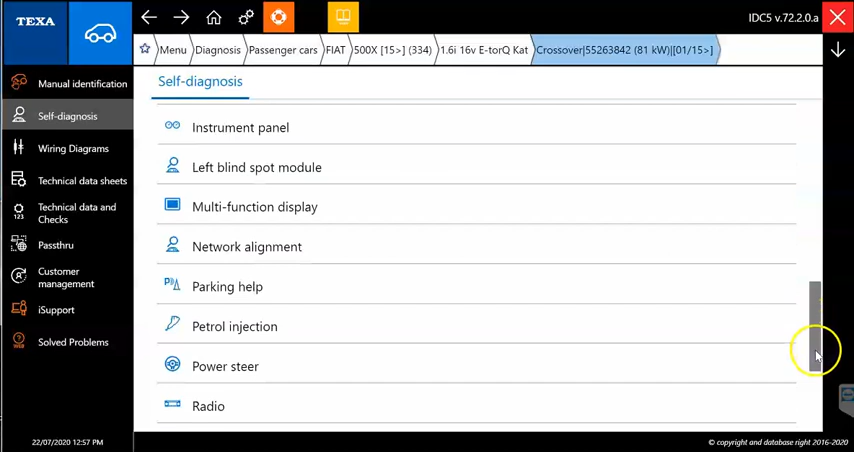 TEXA
IDC5 v.72.2.0.a
Menu
Diagnosis
Passenger cars
FIAT
500X [15>] (334)
1.6i 16v E-torQ Kat
Crossover|55263842 (81 kW)|[01/15>]
Manual identification
Self-diagnosis
Wiring Diagrams
Technical data sheets
Technical data and
Checks
123
Passthru
Customer
management
iSupport
Solved Problems
22/07/2020 12:57 PM
Self-diagnosis
Instrument panel
Left blind spot module
Multi-function display
Network alignment
Parking help
Petrol injection
Power steer
Radio
© copyright and database right 2016-2020